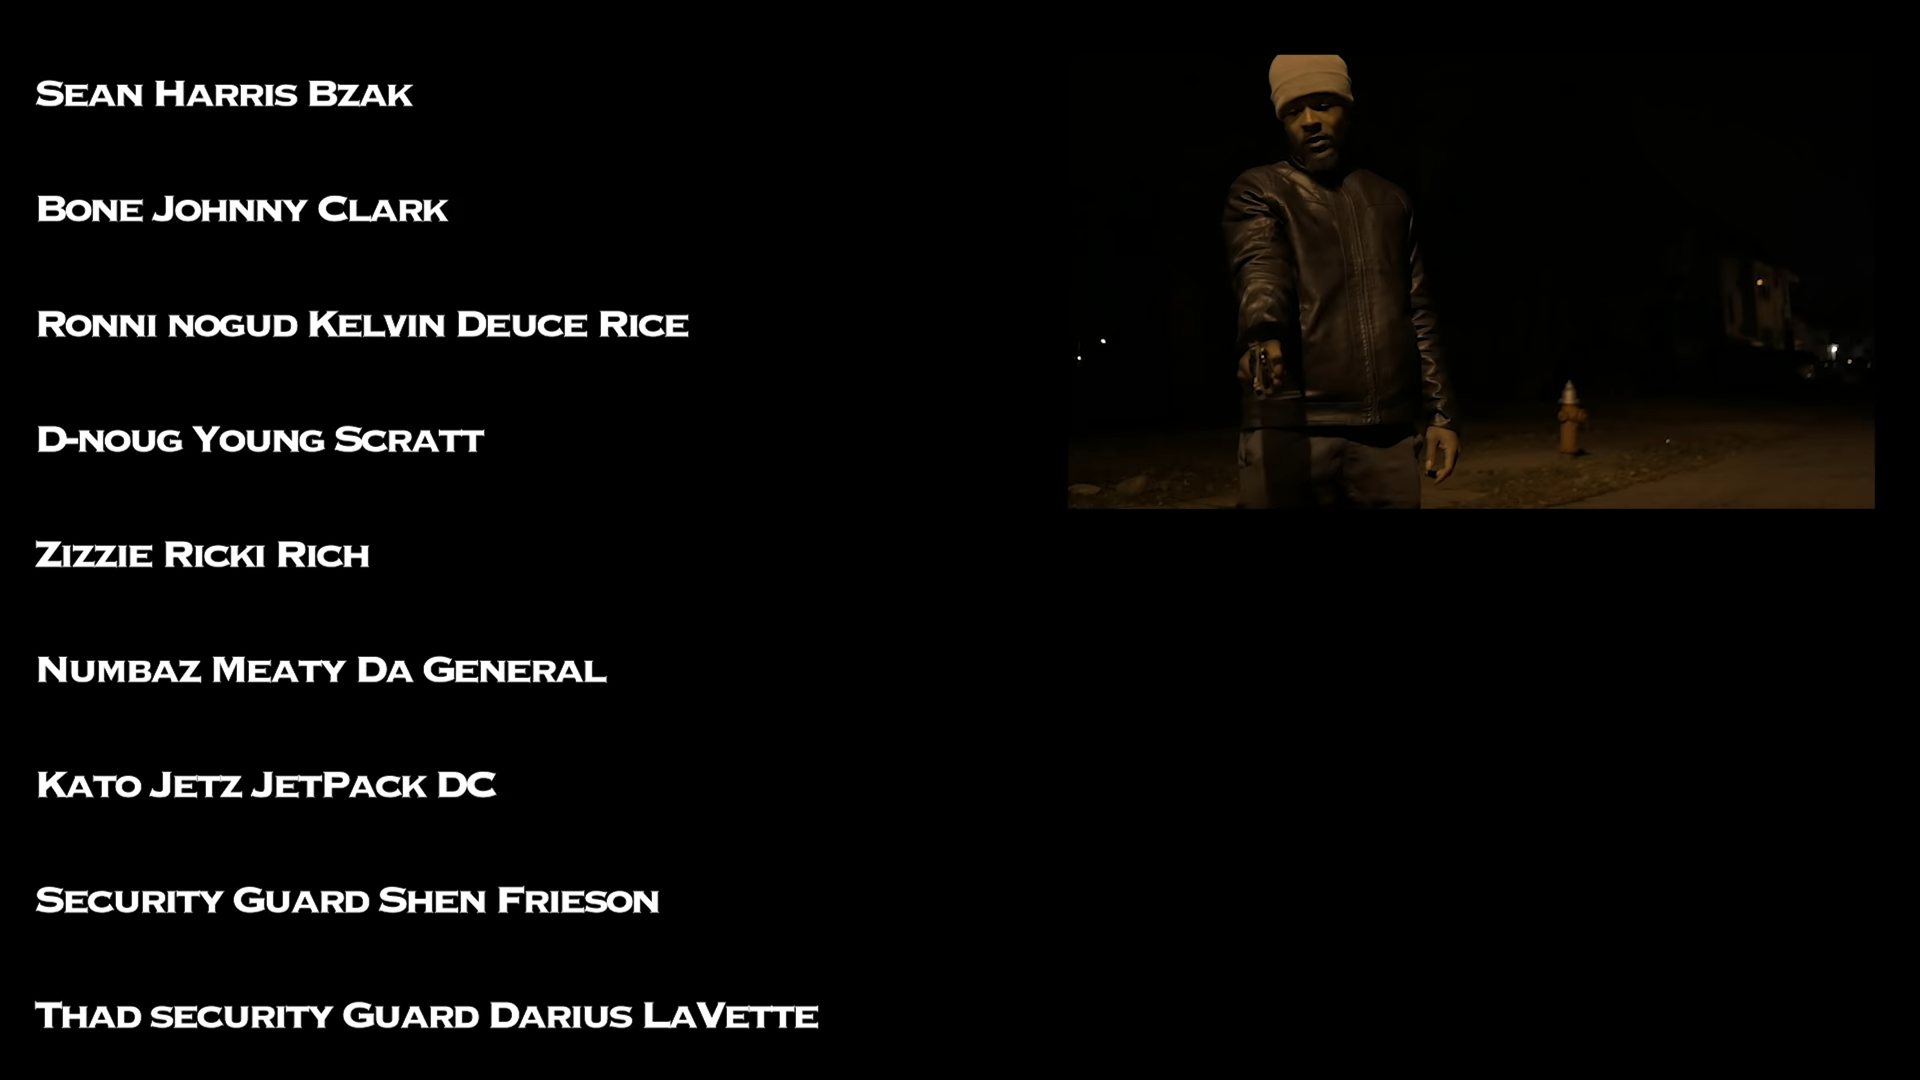 Sean Harris Bzak
Bone Johnny Clark
Ronni nogud Kelvin Deuce Rice
D-noug Young Scratt
Zizzie Ricki Rich
Numbaz Meaty Da General
Kato Jetz JetPack DC
Security Guard Shen Frieson
Thad security Guard Darius LaVette